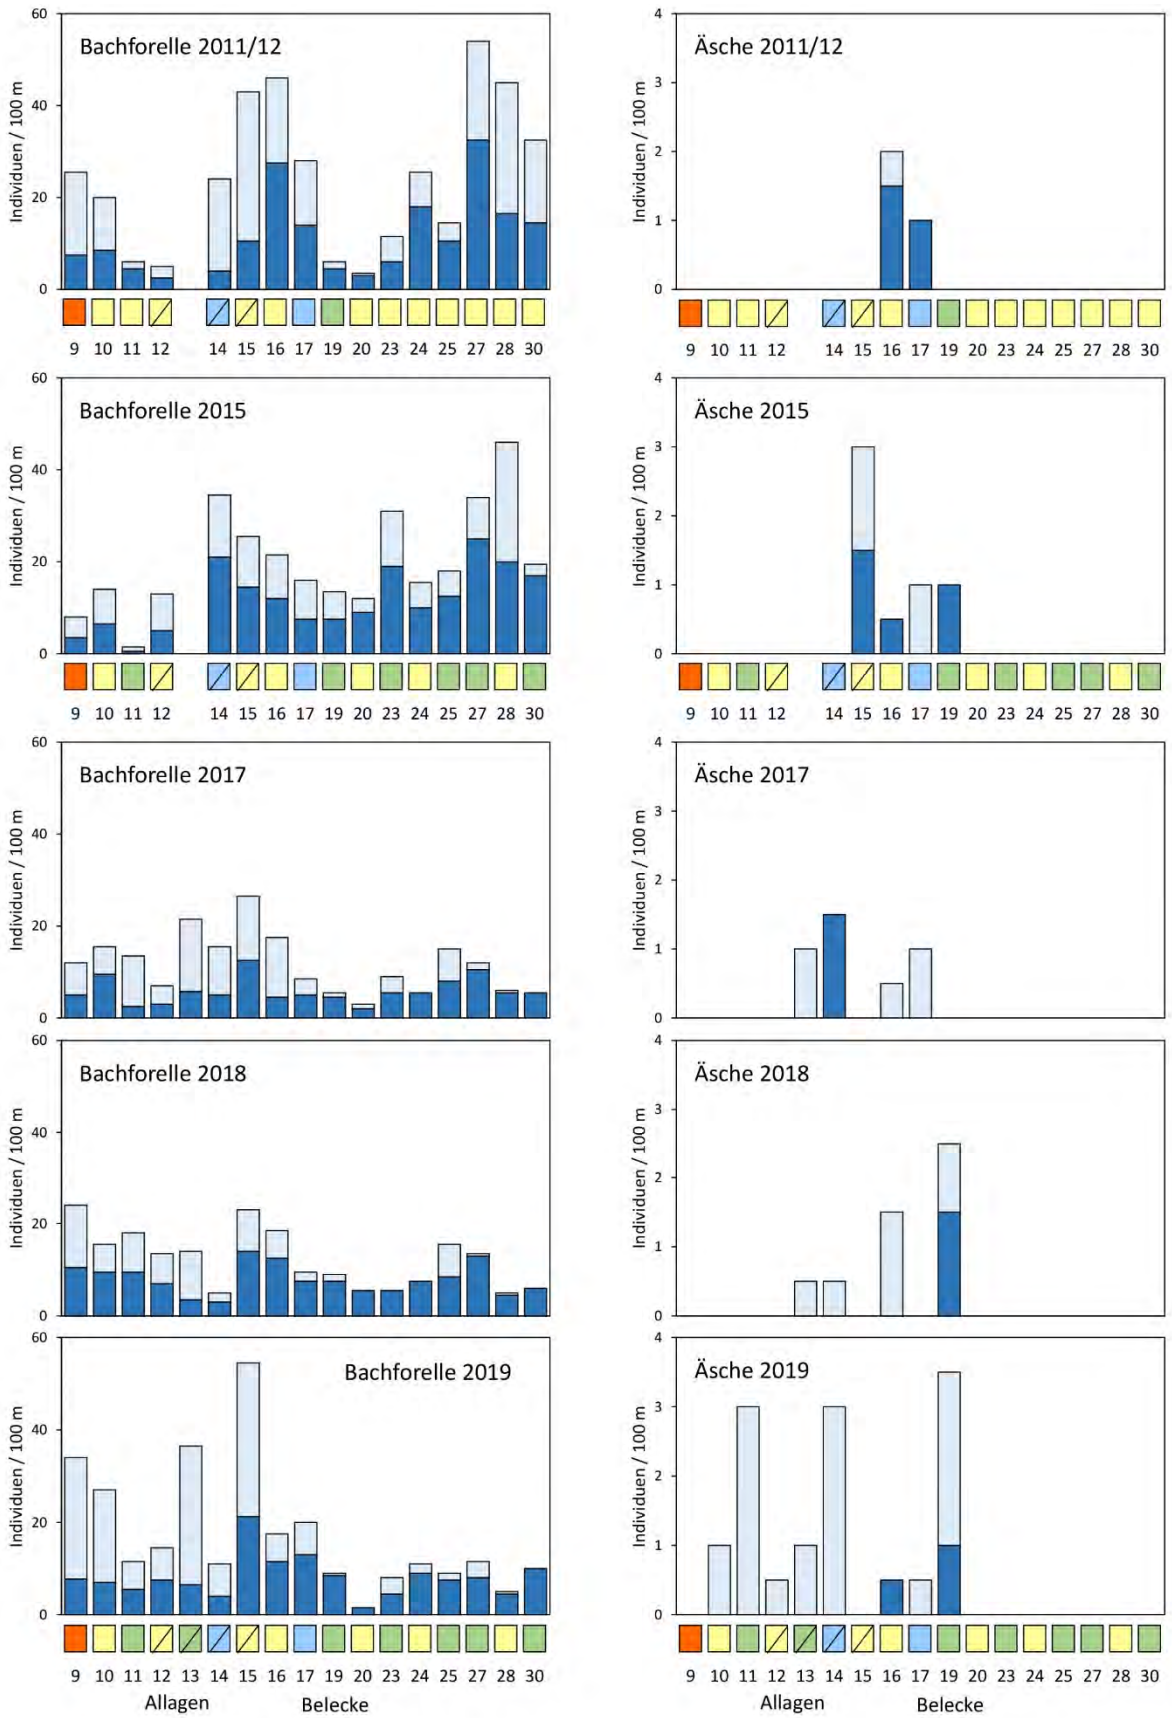 Bachforelle 2011/12
Individuen / 100 m
60
40
20
0
9 10 11 12 14 15 16 17 19 20 23 24 25 27 28 30
Äsche 2011/12
Individuen / 100 m
4
3
2
1
0
9 10 11 12 14 15 16 17 19 20 23 24 25 27 28 30
Bachforelle 2015
Individuen / 100 m
60
40
20
0
9 10 11 12 14 15 16 17 19 20 23 24 25 27 28 30
Äsche 2015
Individuen / 100 m
4
3
2
1
0
9 10 11 12 14 15 16 17 19 20 23 24 25 27 28 30
Bachforelle 2017
Individuen / 100 m
60
40
20
0
Äsche 2017
Individuen / 100 m
4
3
2
1
0
Bachforelle 2018
Individuen / 100 m
60
40
20
0
Äsche 2018
Individuen / 100 m
4
3
2
1
0
Bachforelle 2019
Individuen / 100 m
60
40
20
0
9 10 11 12 13 14 15 16 17 19 20 23 24 25 27 28 30
Allagen Belecke
Äsche 2019
Individuen / 100 m
4
3
2
1
0
9 10 11 12 13 14 15 16 17 19 20 23 24 25 27 28 30
Allagen Belecke